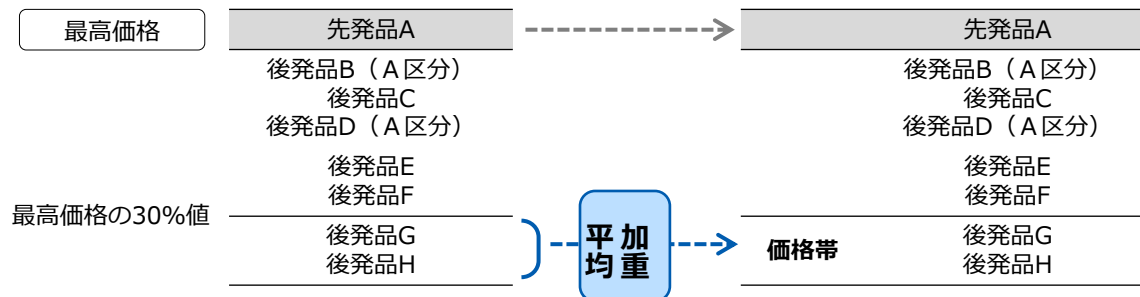 最高価格
先発品A
後発品B（A区分）
後発品C
後発品D（A区分）
後発品E
後発品F
最高価格の30%値
後発品G
後発品H
加重
平均
先発品A
後発品B（A区分）
後発品C
後発品D（A区分）
後発品E
後発品F
価格帯
後発品G
後発品H